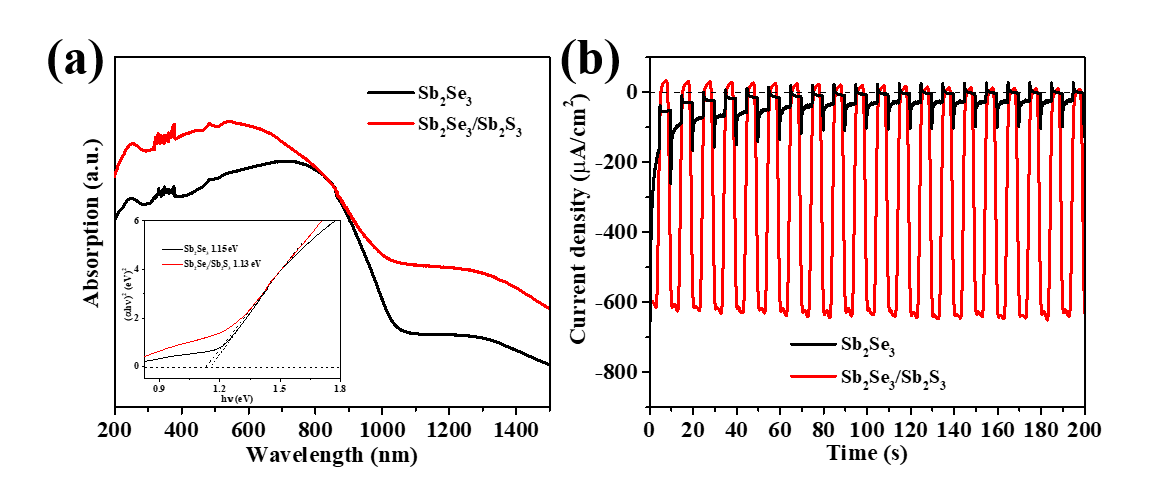 (a)
Absorption (a.u.)
Sb₂Se₃
Sb₂Se₃/Sb₂S₃
(αhν)² (eV)²
6
4
2
0
Sb₂Se₃ 1.15 eV
Sb₂Se₃/Sb₂S₃ 1.13 eV
0.9 1.2 1.5 1.8
hν (eV)
200 400 600 800 1000 1200 1400
Wavelength (nm)
(b)
Current density (μA/cm²)
0
-200
-400
-600
-800
Sb₂Se₃
Sb₂Se₃/Sb₂S₃
0 20 40 60 80 100 120 140 160 180 200
Time (s)